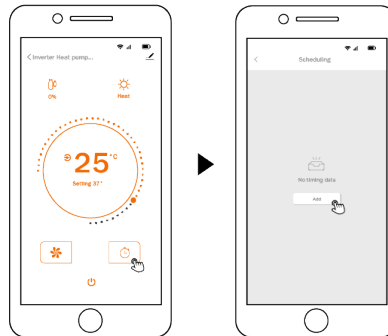 Inverter Heat pump...
0%
Heat
25°C
Setting 37°
Scheduling
No timing data
Add